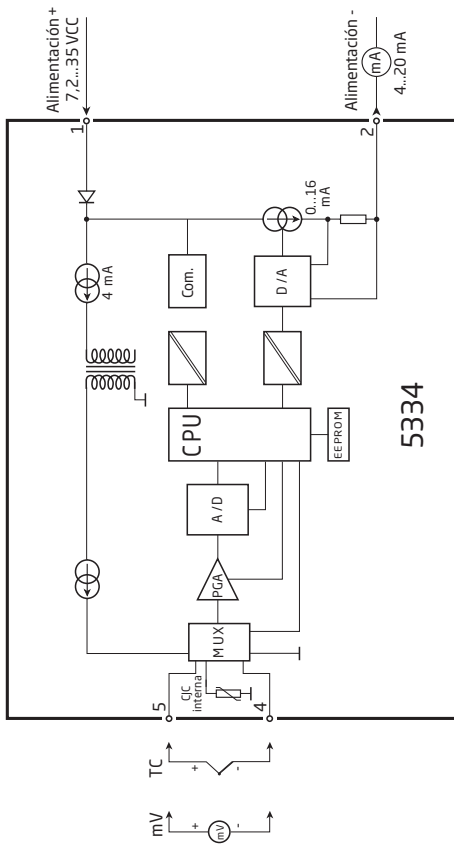 Alimentación +
7,2...35 VCC
Alimentación -
mA
4...20 mA
1
2
4 mA
0...16
mA
Com.
D/A
CPU
EEPROM
A/D
PGA
MUX
CJC
interna
5
4
TC
+
-
mV
+
mV
-
5334